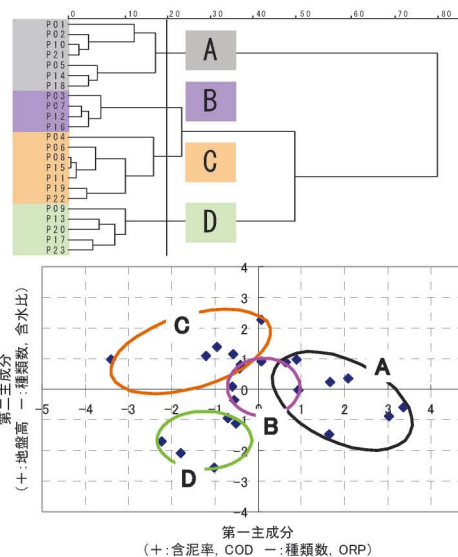 0 10 20 30 40 50 60 70 80
P01
P02
P10
P21
P05
P14
P18
P03
P07
P12
P16
P04
P06
P08
P15
P11
P19
P22
P09
P13
P20
P17
P23
A
B
C
D
4
3
2
1
0
-1
-2
-3
-4
-5 -4 -3 -2 -1 0 1 2 3 4
C
A
B
D
第二主成分
(+:地盤高, ー:種類数, 含水比)
第一主成分
(+:含泥率, COD ー:種類数, ORP)